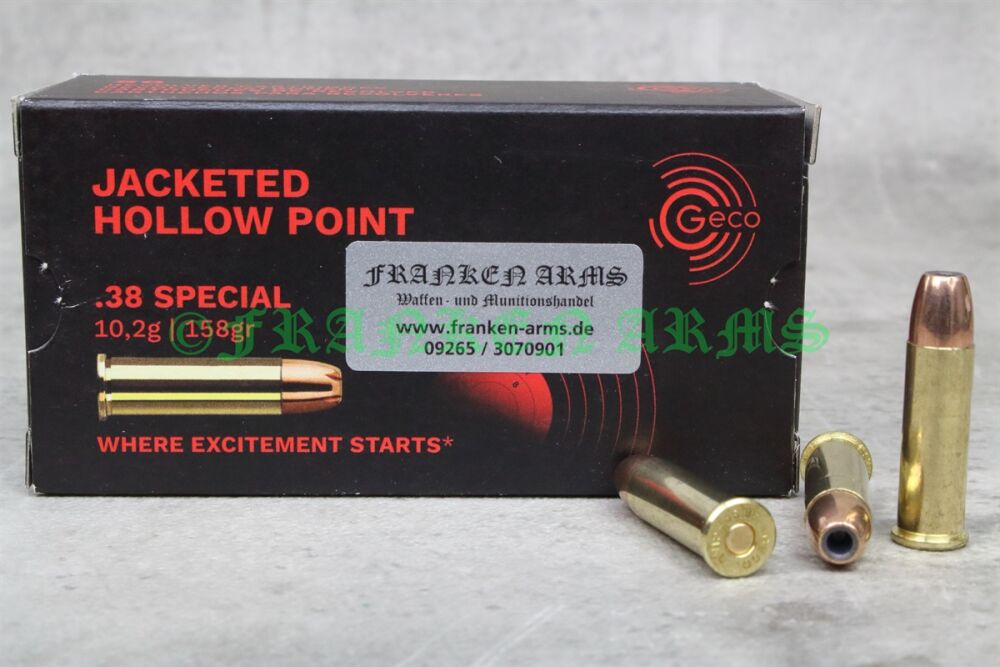 JACKETED
HOLLOW POINT
Geco
.38 SPECIAL
10,2g | 158gr
FRANKEN ARMS
Waffen- und Munitionshandel
www.franken-arms.de
09265 / 3070901
©FRANKEN ARMS
WHERE EXCITEMENT STARTS*